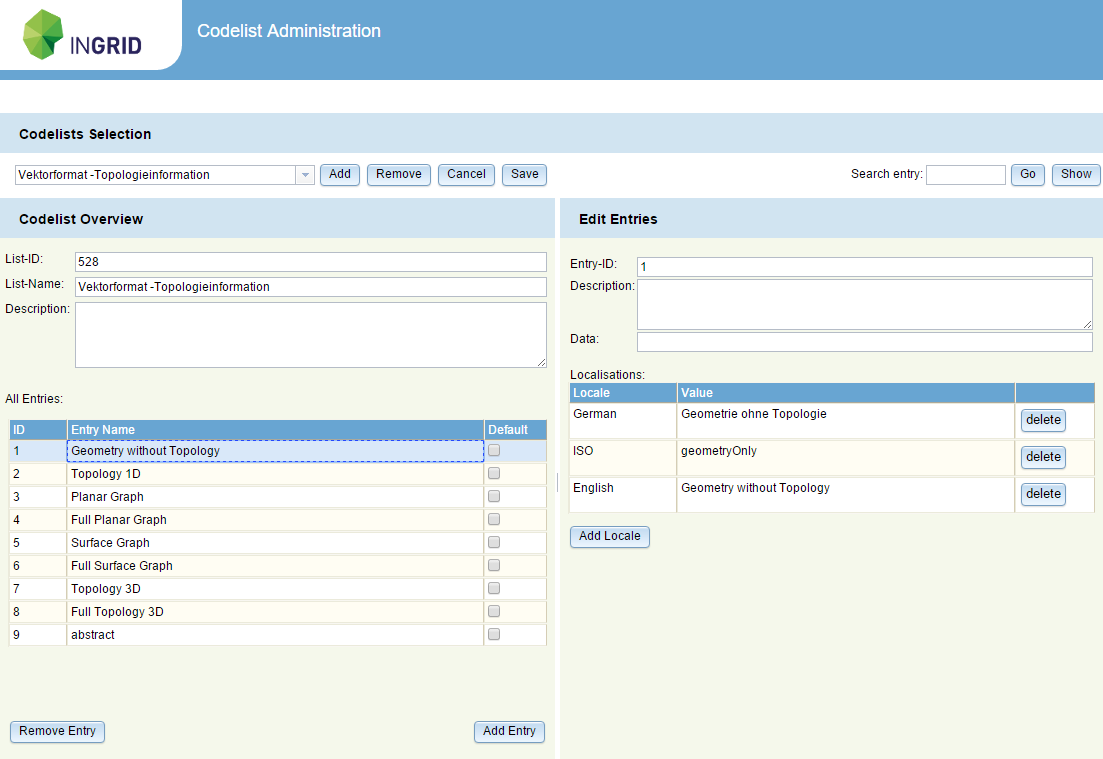 INGRID
Codelist Administration
Codelists Selection
Vektorformat -Topologieinformation Add Remove Cancel Save Search entry: Go Show
Codelist Overview
List-ID: 528
List-Name: Vektorformat -Topologieinformation
Description:
All Entries:
ID Entry Name Default
1 Geometry without Topology
2 Topology 1D
3 Planar Graph
4 Full Planar Graph
5 Surface Graph
6 Full Surface Graph
7 Topology 3D
8 Full Topology 3D
9 abstract
Remove Entry Add Entry
Edit Entries
Entry-ID: 1
Description:
Data:
Localisations:
Locale Value
German Geometrie ohne Topologie delete
ISO geometryOnly delete
English Geometry without Topology delete
Add Locale